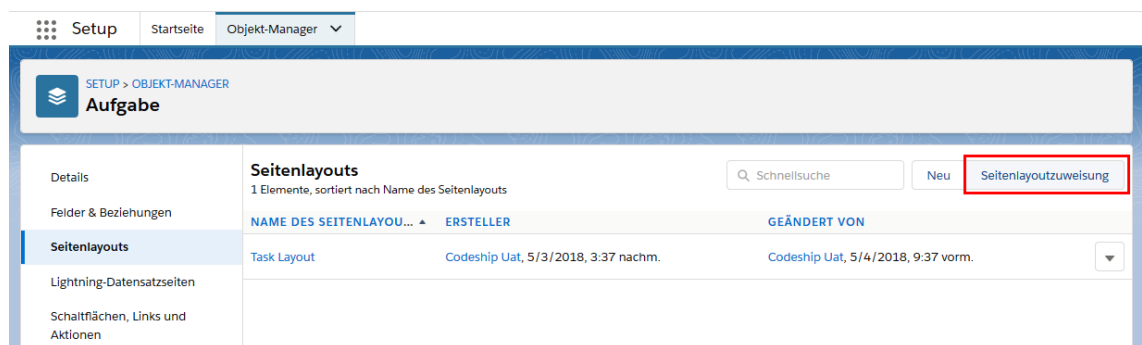 Setup Startseite Objekt-Manager
SETUP > OBJEKT-MANAGER
Aufgabe
Details
Felder & Beziehungen
Seitenlayouts
Lightning-Datensatzseiten
Schaltflächen, Links und
Aktionen
Seitenlayouts
1 Elemente, sortiert nach Name des Seitenlayouts
Schnellsuche Neu Seitenlayoutzuweisung
NAME DES SEITENLAYOU... ERSTELLER GEÄNDERT VON
Task Layout Codeship Uat, 5/3/2018, 3:37 nachm. Codeship Uat, 5/4/2018, 9:37 vorm.